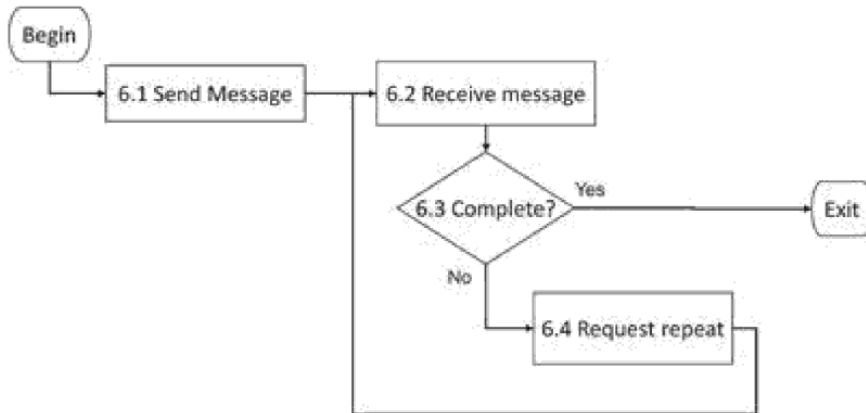 Begin
6.1 Send Message
6.2 Receive message
6.3 Complete?
Yes
Exit
No
6.4 Request repeat